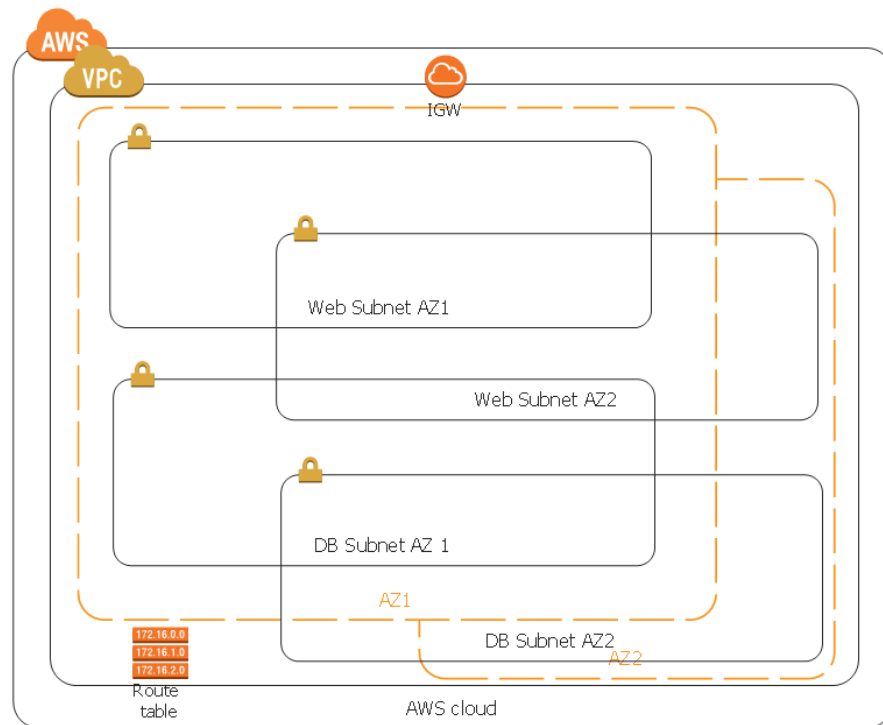 AWS
VPC
IGW
Web Subnet AZ1
Web Subnet AZ2
DB Subnet AZ 1
AZ1
172.16.0.0
172.16.1.0
172.16.2.0
DB Subnet AZ2
AZ2
Route
table
AWS cloud